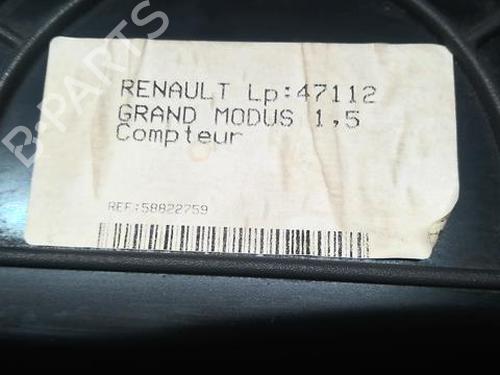 B-PARTS
RENAULT Lp:47112
GRAND MODUS 1,5
Compteur
REF:58822759